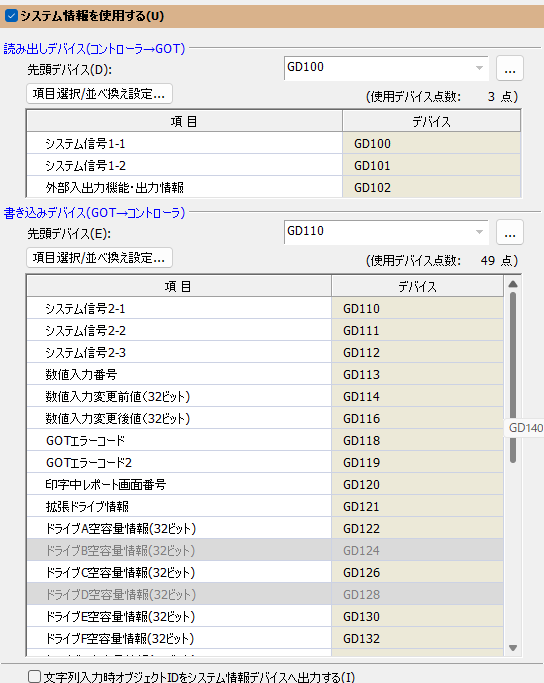 システム情報を使用する(U)
読み出しデバイス(コントローラ→GOT)
先頭デバイス(D): GD100 ...
項目選択/並べ換え設定... (使用デバイス点数: 3 点)
項 目 デバイス
システム信号1-1 GD100
システム信号1-2 GD101
外部入出力機能・出力情報 GD102
書き込みデバイス(GOT→コントローラ)
先頭デバイス(E): GD110 ...
項目選択/並べ換え設定... (使用デバイス点数: 49 点)
項 目 デバイス
システム信号2-1 GD110
システム信号2-2 GD111
システム信号2-3 GD112
数値入力番号 GD113
数値入力変更前値(32ビット) GD114
数値入力変更後値(32ビット) GD116
GD140
GOTエラーコード GD118
GOTエラーコード2 GD119
印字中レポート画面番号 GD120
拡張ドライブ情報 GD121
ドライブA空容量情報(32ビット) GD122
ドライブB空容量情報(32ビット) GD124
ドライブC空容量情報(32ビット) GD126
ドライブD空容量情報(32ビット) GD128
ドライブE空容量情報(32ビット) GD130
ドライブF空容量情報(32ビット) GD132
文字列入力時オブジェクトIDをシステム情報デバイスへ出力する(I)